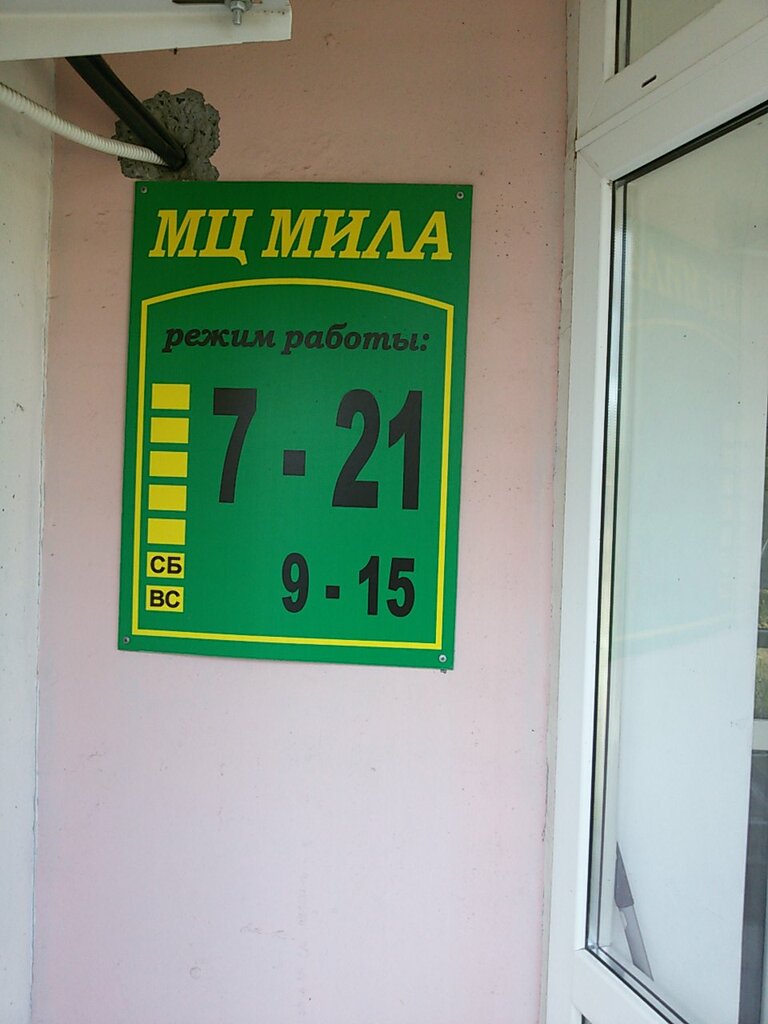 МЦ МИЛА
режим работы:
7 - 21
СБ
ВС
9 - 15